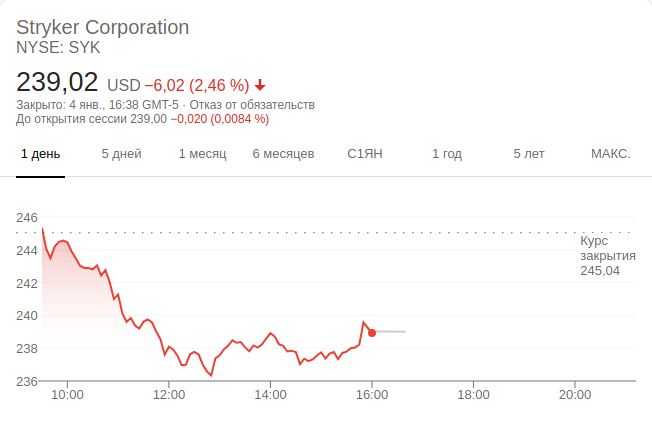 Stryker Corporation
NYSE: SYK
239,02 USD −6,02 (2,46 %)
Закрыто: 4 янв., 16:38 GMT-5 · Отказ от обязательств
До открытия сессии 239,00 −0,020 (0,0084 %)
1 день 5 дней 1 месяц 6 месяцев С1ЯН 1 год 5 лет МАКС.
246
Курс
закрытия
245,04
244
242
240
238
236
10:00 12:00 14:00 16:00 18:00 20:00